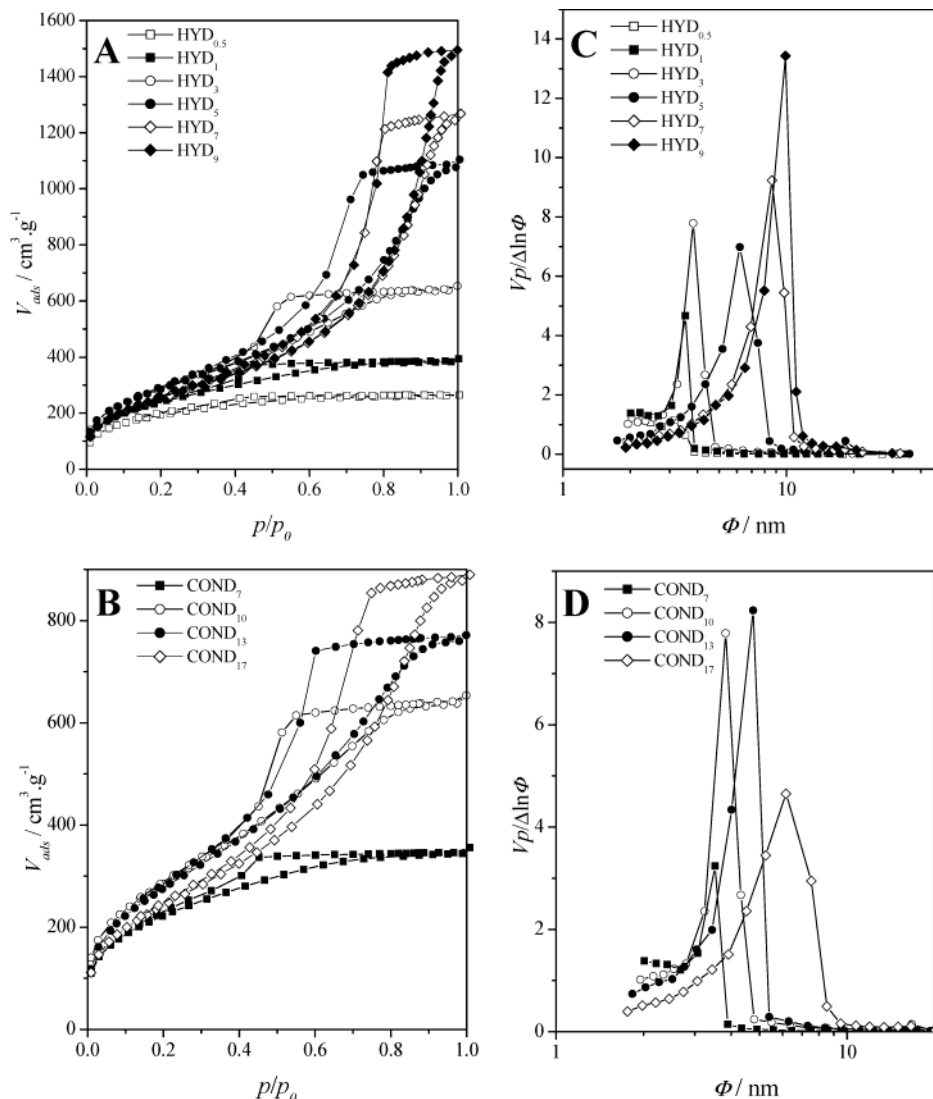 A
HYD0.5
HYD1
HYD3
HYD5
HYD7
HYD9
1600
1400
1200
1000
800
600
400
200
0
Vads / cm3.g-1
0.0 0.2 0.4 0.6 0.8 1.0
p/p0
C
HYD0.5
HYD1
HYD3
HYD5
HYD7
HYD9
14
12
10
8
6
4
2
0
Vp/ΔlnΦ
1 10
Φ / nm
B
COND7
COND10
COND13
COND17
800
600
400
200
0
Vads / cm3.g-1
0.0 0.2 0.4 0.6 0.8 1.0
p/p0
D
COND7
COND10
COND13
COND17
8
6
4
2
0
Vp/ΔlnΦ
1 10
Φ / nm